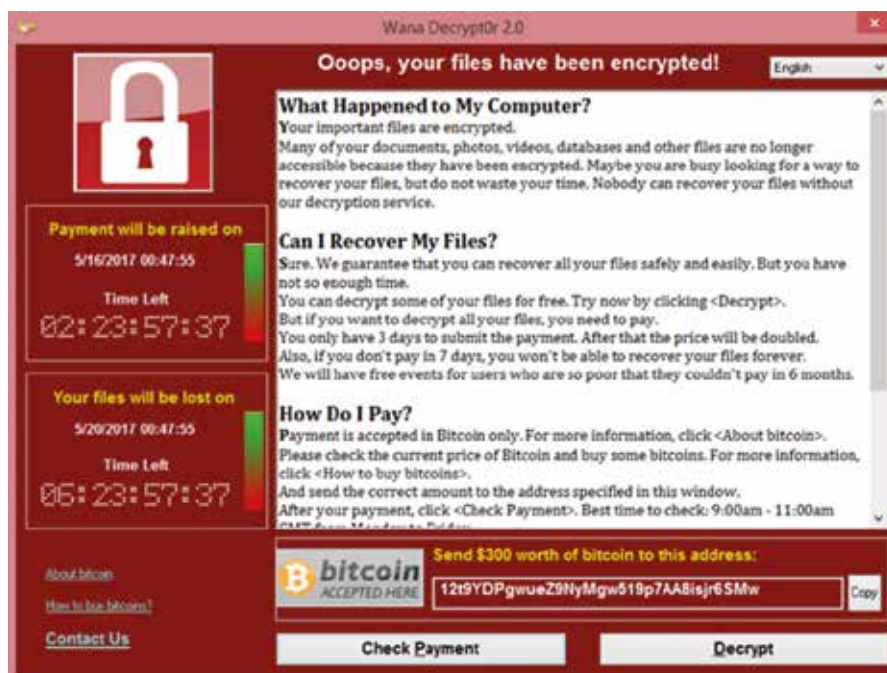 Wana Decrypt0r 2.0
Ooops, your files have been encrypted!
English
What Happened to My Computer?
Your important files are encrypted.
Many of your documents, photos, videos, databases and other files are no longer
accessible because they have been encrypted. Maybe you are busy looking for a way to
recover your files, but do not waste your time. Nobody can recover your files without
our decryption service.
Can I Recover My Files?
Sure. We guarantee that you can recover all your files safely and easily. But you have
not so enough time.
You can decrypt some of your files for free. Try now by clicking <Decrypt>.
But if you want to decrypt all your files, you need to pay.
You only have 3 days to submit the payment. After that the price will be doubled.
Also, if you don't pay in 7 days, you won't be able to recover your files forever.
We will have free events for users who are so poor that they couldn't pay in 6 months.
How Do I Pay?
Payment is accepted in Bitcoin only. For more information, click <About bitcoin>.
Please check the current price of Bitcoin and buy some bitcoins. For more information,
click <How to buy bitcoins>.
And send the correct amount to the address specified in this window.
After your payment, click <Check Payment>. Best time to check: 9:00am - 11:00am
GMT from Monday to Friday
Payment will be raised on
5/16/2017 00:47:55
Time Left
02:23:57:37
Your files will be lost on
5/20/2017 00:47:55
Time Left
06:23:57:37
About bitcoin
How to buy bitcoins?
Contact Us
bitcoin
ACCEPTED HERE
Send $300 worth of bitcoin to this address:
12t9YDPgwueZ9NyMgw519p7AA8isjr6SMw
Copy
Check Payment
Decrypt